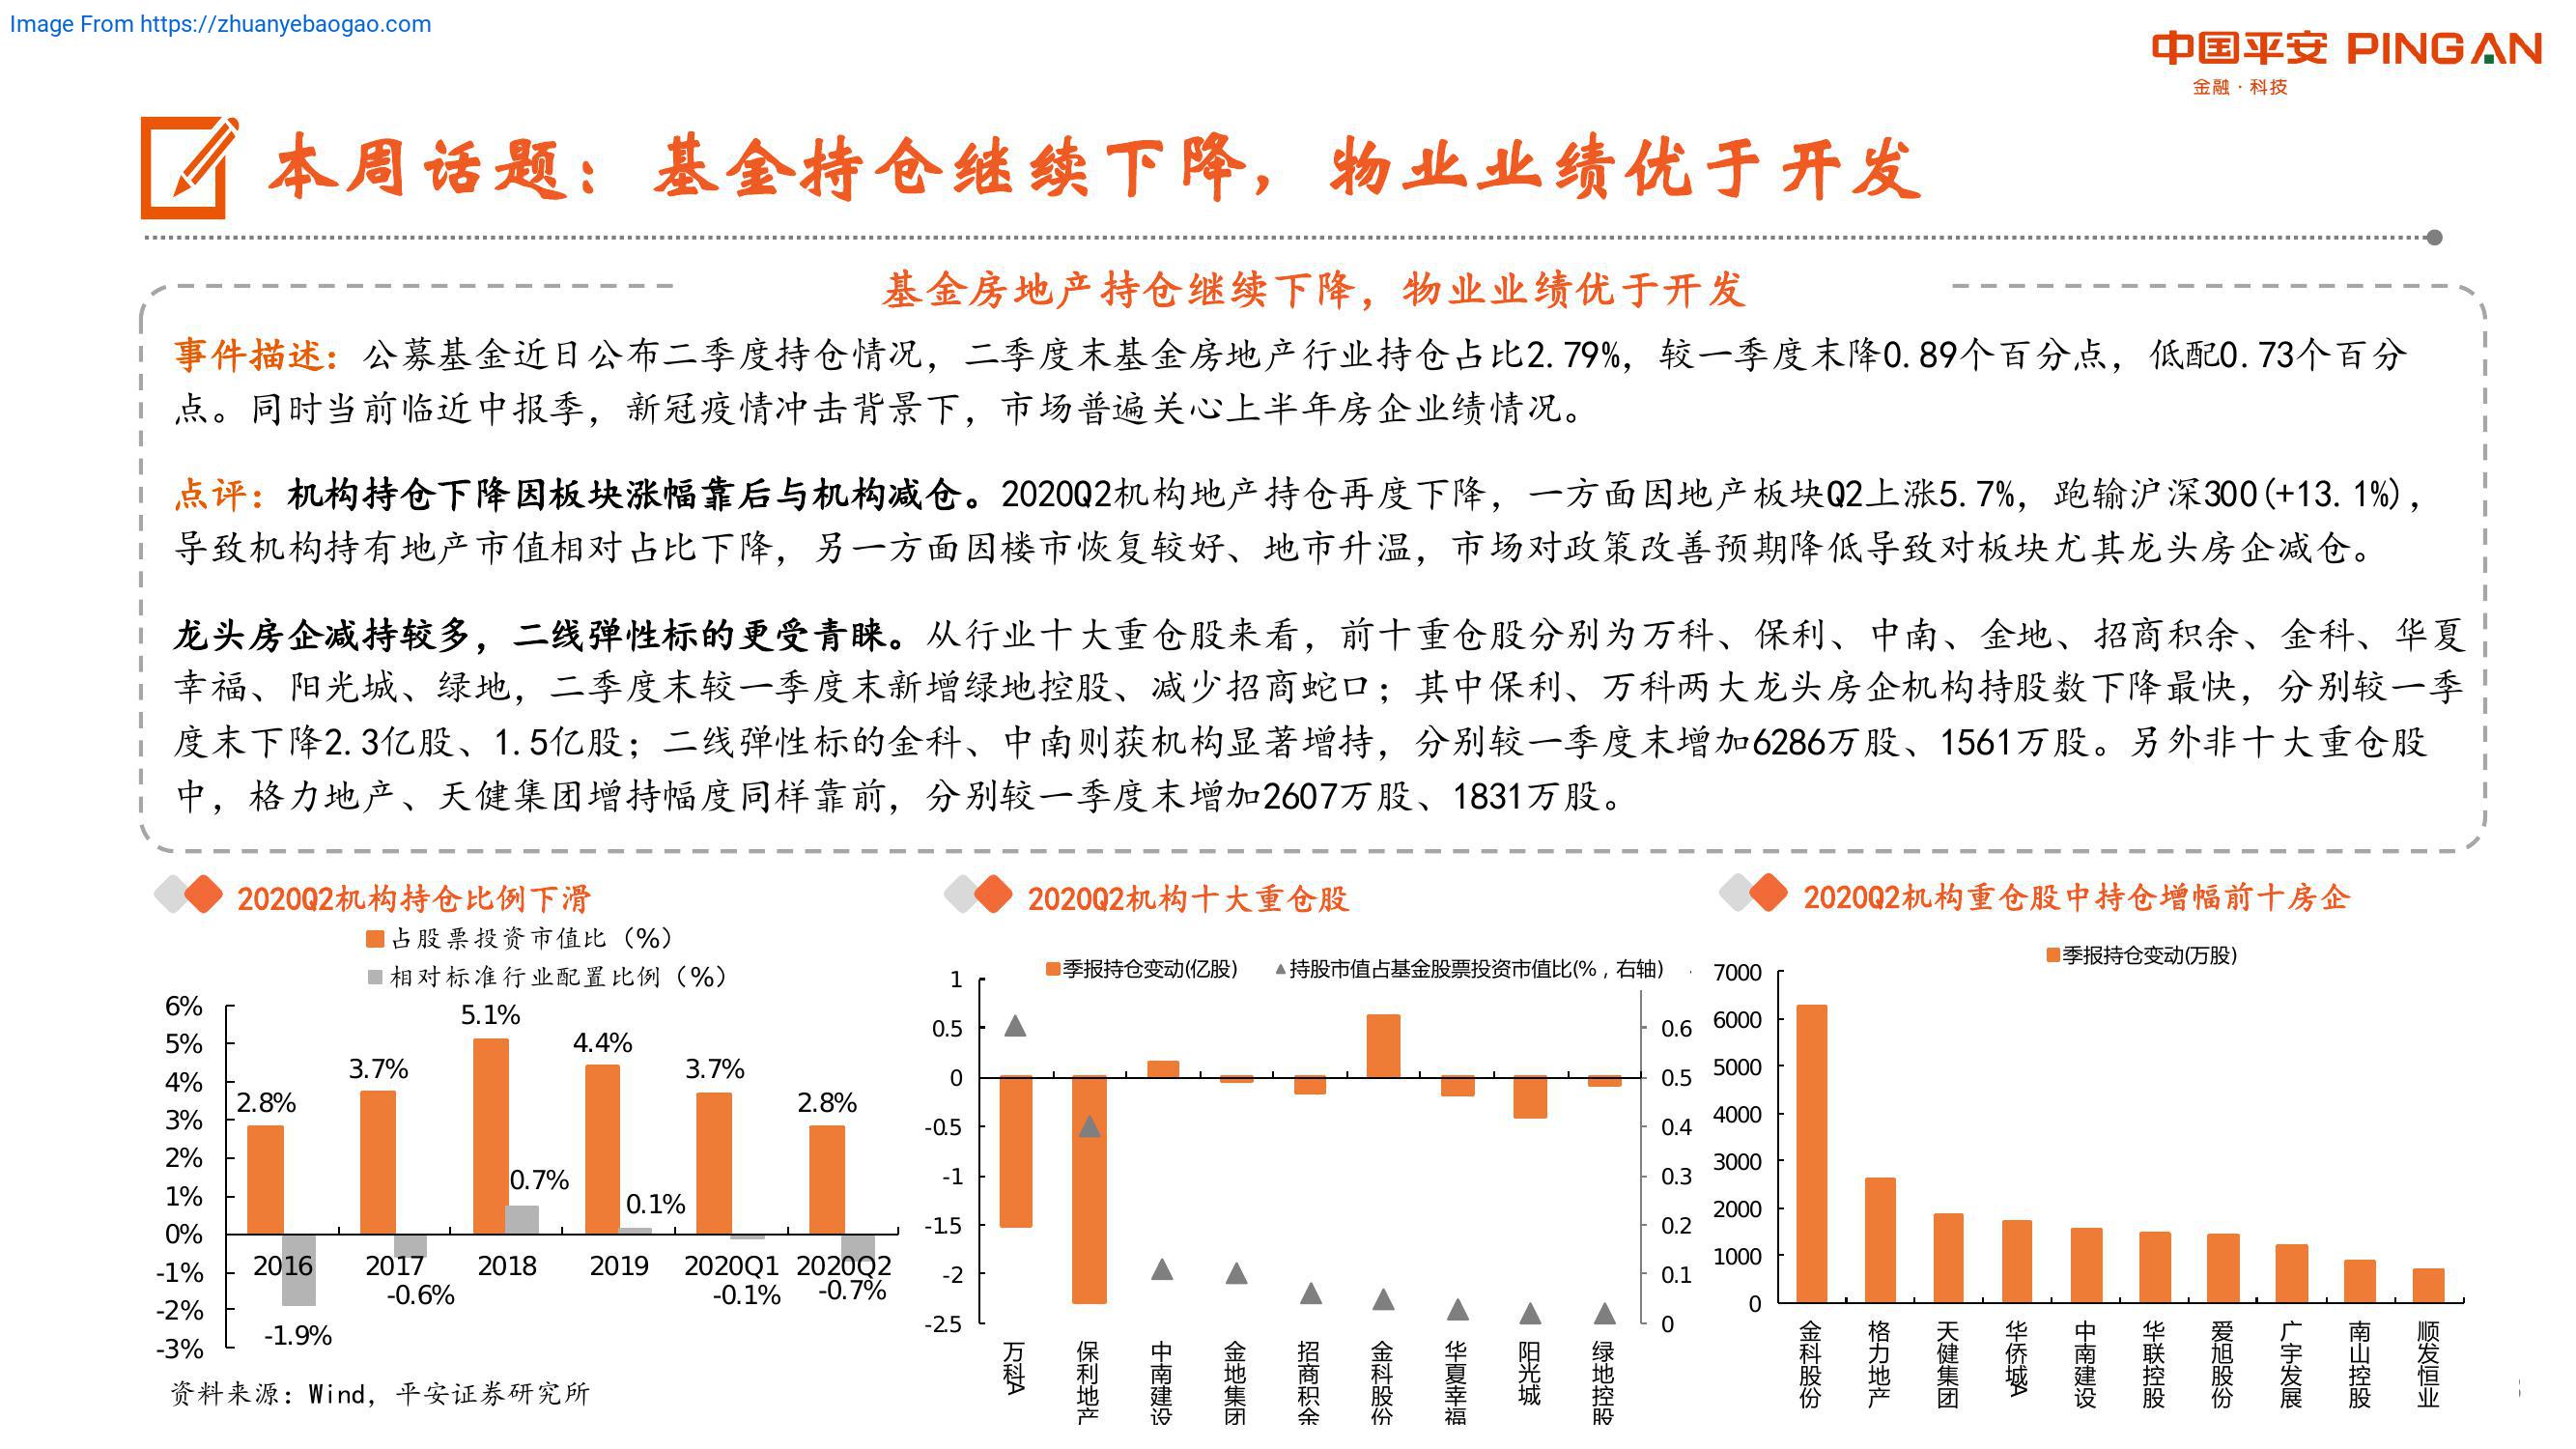 Image From https://zhuanyebaogao.com
中国平安 PINGAN
金融·科技
本周话题：基金持仓继续下降，物业业绩优于开发
基金房地产持仓继续下降，物业业绩优于开发
事件描述：公募基金近日公布二季度持仓情况，二季度末基金房地产行业持仓占比2.79%，较一季度末降0.89个百分点，低配0.73个百分
点。同时当前临近中报季，新冠疫情冲击背景下，市场普遍关心上半年房企业绩情况。
点评：机构持仓下降因板块涨幅靠后与机构减仓。2020Q2机构地产持仓再度下降，一方面因地产板块Q2上涨5.7%，跑输沪深300(+13.1%)，
导致机构持有地产市值相对占比下降，另一方面因楼市恢复较好、地市升温，市场对政策改善预期降低导致对板块尤其龙头房企减仓。
龙头房企减持较多，二线弹性标的更受青睐。从行业十大重仓股来看，前十重仓股分别为万科、保利、中南、金地、招商积余、金科、华夏
幸福、阳光城、绿地，二季度末较一季度末新增绿地控股、减少招商蛇口；其中保利、万科两大龙头房企机构持股数下降最快，分别较一季
度末下降2.3亿股、1.5亿股；二线弹性标的金科、中南则获机构显著增持，分别较一季度末增加6286万股、1561万股。另外非十大重仓股
中，格力地产、天健集团增持幅度同样靠前，分别较一季度末增加2607万股、1831万股。
2020Q2机构持仓比例下滑
占股票投资市值比（%）
相对标准行业配置比例（%）
6%
5%
4%
3%
2%
1%
0%
-1%
-2%
-3%
2.8%
3.7%
5.1%
4.4%
3.7%
2.8%
0.7%
0.1%
2016
2017
2018
2019
2020Q1
2020Q2
-1.9%
-0.6%
-0.1%
-0.7%
资料来源：Wind，平安证券研究所
2020Q2机构十大重仓股
季报持仓变动(亿股)
持股市值占基金股票投资市值比(%，右轴)
1
0.5
0
-0.5
-1
-1.5
-2
-2.5
0.6
0.5
0.4
0.3
0.2
0.1
0
万科A
保利地产
中南建设
金地集团
招商积余
金科股份
华夏幸福
阳光城
绿地控股
2020Q2机构重仓股中持仓增幅前十房企
季报持仓变动(万股)
7000
6000
5000
4000
3000
2000
1000
0
金科股份
格力地产
天健集团
华侨城A
中南建设
华联控股
爱旭股份
广宇发展
南山控股
顺发恒业